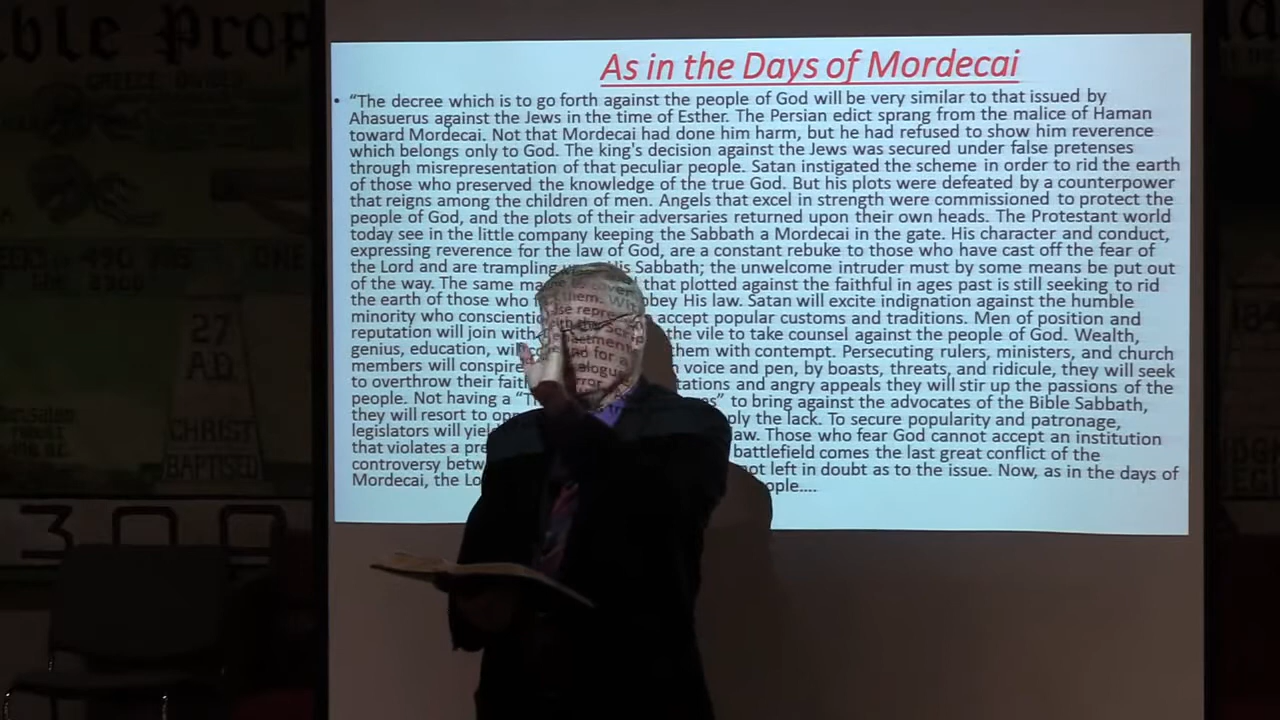 ble Prop
GREECE DIVIDED
490 YRS
ONE
27
A.D.
CHRIST
BAPTISED
300
184
As in the Days of Mordecai
• “The decree which is to go forth against the people of God will be very similar to that issued by
Ahasuerus against the Jews in the time of Esther. The Persian edict sprang from the malice of Haman
toward Mordecai. Not that Mordecai had done him harm, but he had refused to show him reverence
which belongs only to God. The king's decision against the Jews was secured under false pretenses
through misrepresentation of that peculiar people. Satan instigated the scheme in order to rid the earth
of those who preserved the knowledge of the true God. But his plots were defeated by a counterpower
that reigns among the children of men. Angels that excel in strength were commissioned to protect the
people of God, and the plots of their adversaries returned upon their own heads. The Protestant world
today see in the little company keeping the Sabbath a Mordecai in the gate. His character and conduct,
expressing reverence for the law of God, are a constant rebuke to those who have cast off the fear of
the Lord and are trampling His Sabbath; the unwelcome intruder must by some means be put out
of the way. The same that plotted against the faithful in ages past is still seeking to rid
the earth of those who obey His law. Satan will excite indignation against the humble
minority who accept popular customs and traditions. Men of position and
reputation will join with the vile to take counsel against the people of God. Wealth,
genius, education, will them with contempt. Persecuting rulers, ministers, and church
members will conspire voice and pen, by boasts, threats, and ridicule, they will seek
to overthrow their and angry appeals they will stir up the passions of the
people. Not having a to bring against the advocates of the Bible Sabbath,
they will resort to the lack. To secure popularity and patronage,
legislators will law. Those who fear God cannot accept an institution
that violates a battlefield comes the last great conflict of the
controversy not left in doubt as to the issue. Now, as in the days of
Mordecai, the